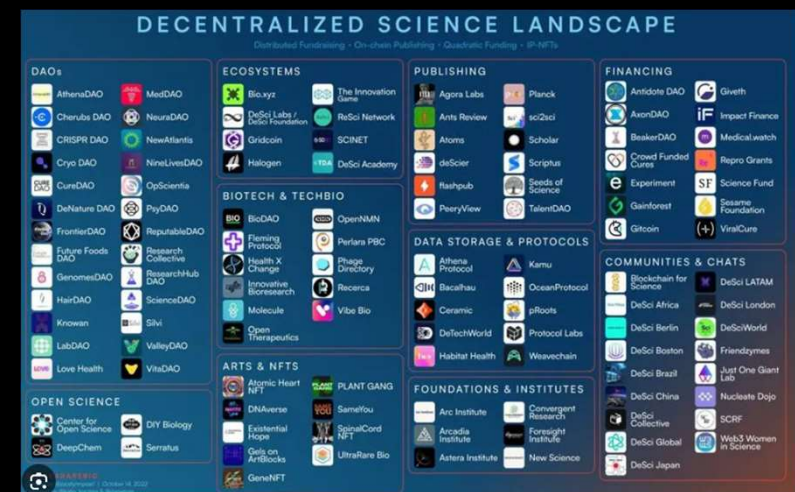 DECENTRALIZED SCIENCE LANDSCAPE
Distributed Fundraising • On-chain Publishing • Quadratic Funding • IP-NFTs
DAOs
AthenaDAO
MedDAO
Cherubs DAO
NeuraDAO
CRISPR DAO
NewAtlantis
Cryo DAO
NineLivesDAO
CureDAO
OpScientia
DeNature DAO
PsyDAO
FrontierDAO
ReputableDAO
Future Foods
DAO
Research
Collective
GenomesDAO
ResearchHub
DAO
HairDAO
ScienceDAO
Knowan
Silvi
LabDAO
ValleyDAO
Love Health
VitaDAO
OPEN SCIENCE
Center for
Open Science
DIY Biology
DeepChem
Serratus
ECOSYSTEMS
Bio.xyz
The Innovation
Game
DeSci Labs /
DeSci Foundation
ReSci Network
Gridcoin
SCINET
Halogen
DeSci Academy
BIOTECH & TECHBIO
BIO
BioDAO
OpenNMN
Fleming
Protocol
Perlara PBC
Health X
Change
Phage
Directory
Innovative
Bioresearch
Recerca
Molecule
Vibe Bio
Open
Therapeutics
ARTS & NFTS
Atomic Heart
NFT
PLANT GANG
DNAverse
YOU
SameYou
Existential
Hope
SpinalCord
NFT
Gels on
ArtBlocks
UltraRare Bio
GeneNFT
PUBLISHING
Agora Labs
Planck
Ants Review
sci2sci
Atoms
Scholar
deScier
Scriptus
flashpub
Seeds of
Science
PeeryView
TalentDAO
DATA STORAGE & PROTOCOLS
Athena
Protocol
Kamu
Bacalhau
OceanProtocol
Ceramic
pRoots
DeTechWorld
Protocol Labs
Habitat Health
Weavechain
FOUNDATIONS & INSTITUTES
Arc Institute
Convergent
Research
Arcadia
Institute
Foresight
Institute
Astera Institute
New Science
FINANCING
Antidote DAO
Giveth
AxonDAO
iF
Impact Finance
BeakerDAO
Medical.watch
Crowd Funded
Cures
Repro Grants
Experiment
SF
Science Fund
Gainforest
Sesame
Foundation
Gitcoin
ViralCure
COMMUNITIES & CHATS
Blockchain for
Science
DeSci LATAM
DeSci Africa
DeSci London
DeSci Berlin
DeSciWorld
DeSci Boston
Friendzymes
DeSci Brazil
Just One Giant
Lab
DeSci China
Nucleate Dojo
DeSci
Collective
SCRF
DeSci Global
Web3 Women
in Science
DeSci Japan
October 14, 2022